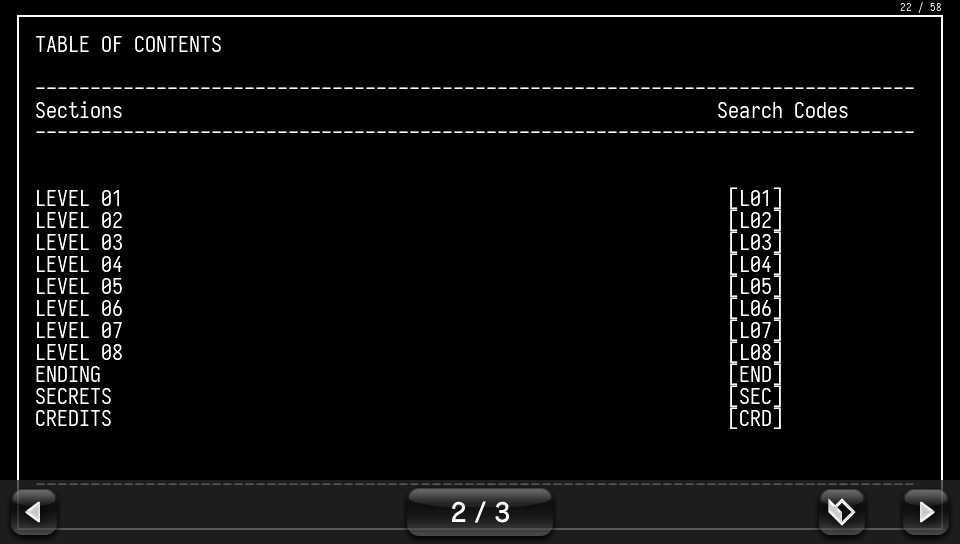 22 / 58
TABLE OF CONTENTS
--------------------------------------------------------------------------------
Sections Search Codes
--------------------------------------------------------------------------------
LEVEL 01 [L01]
LEVEL 02 [L02]
LEVEL 03 [L03]
LEVEL 04 [L04]
LEVEL 05 [L05]
LEVEL 06 [L06]
LEVEL 07 [L07]
LEVEL 08 [L08]
ENDING [END]
SECRETS [SEC]
CREDITS [CRD]
--------------------------------------------------------------------------------
2 / 3